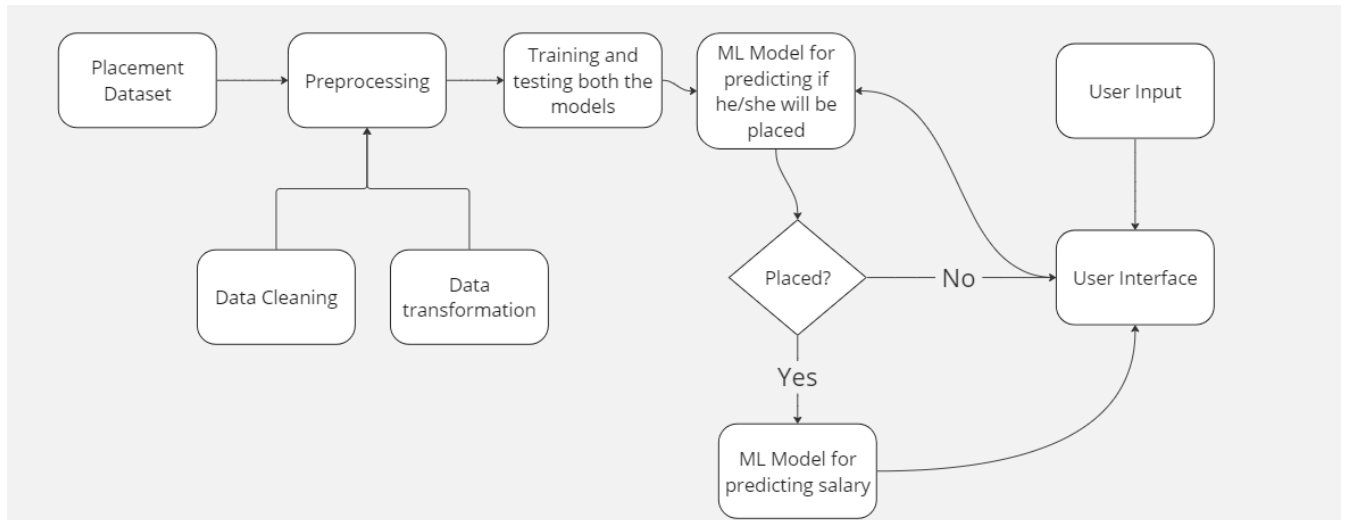 Placement
Dataset
Preprocessing
Training and
testing both the
models
ML Model for
predicting if
he/she will be
placed
User Input
Data Cleaning
Data
transformation
Placed?
No
User Interface
Yes
ML Model for
predicting salary